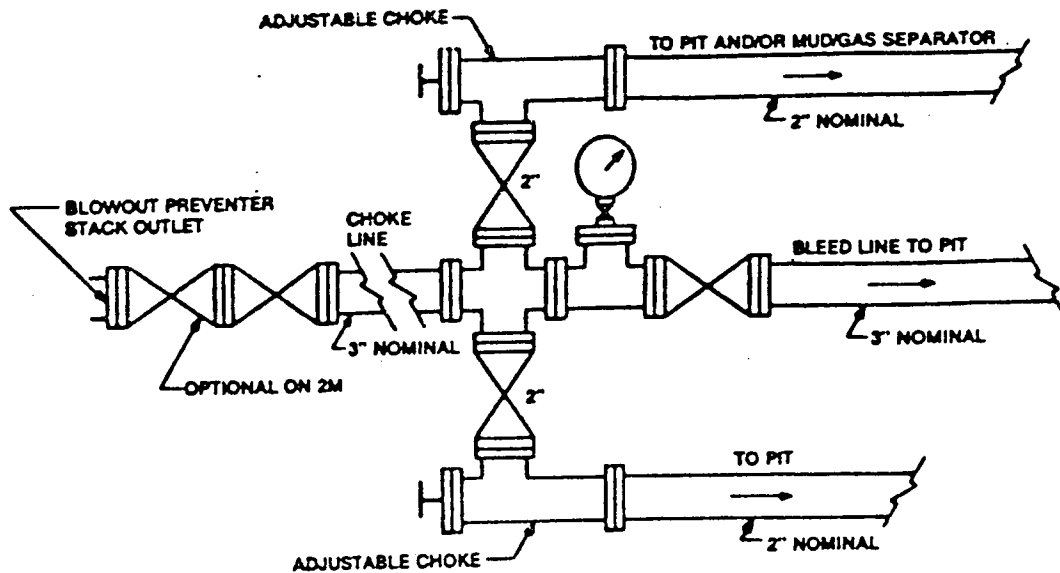 ADJUSTABLE CHOKE
TO PIT AND/OR MUD/GAS SEPARATOR
2" NOMINAL
2"
BLOWOUT PREVENTER
STACK OUTLET
CHOKE
LINE
BLEED LINE TO PIT
3" NOMINAL
3" NOMINAL
OPTIONAL ON 2M
2"
TO PIT
2" NOMINAL
ADJUSTABLE CHOKE